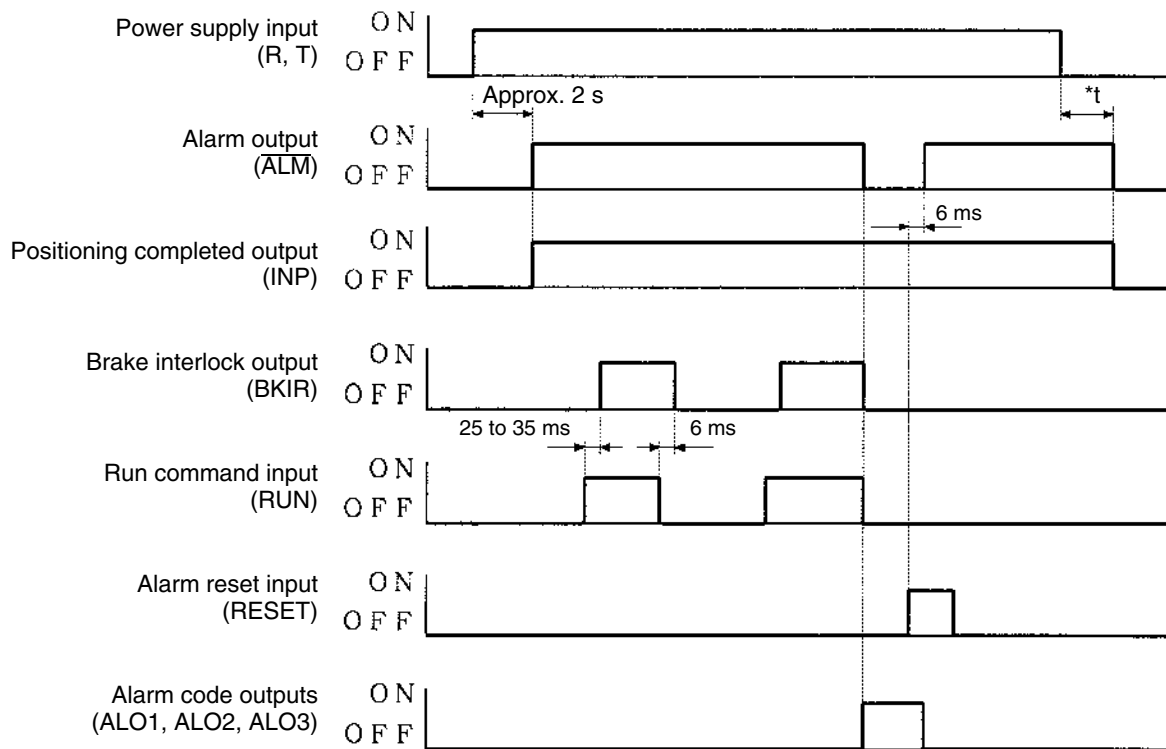 Power supply input
(R, T)
ON
OFF
Approx. 2 s
*t
Alarm output
(ALM)
ON
OFF
6 ms
Positioning completed output
(INP)
ON
OFF
Brake interlock output
(BKIR)
ON
OFF
25 to 35 ms
6 ms
Run command input
(RUN)
ON
OFF
Alarm reset input
(RESET)
ON
OFF
Alarm code outputs
(ALO1, ALO2, ALO3)
ON
OFF